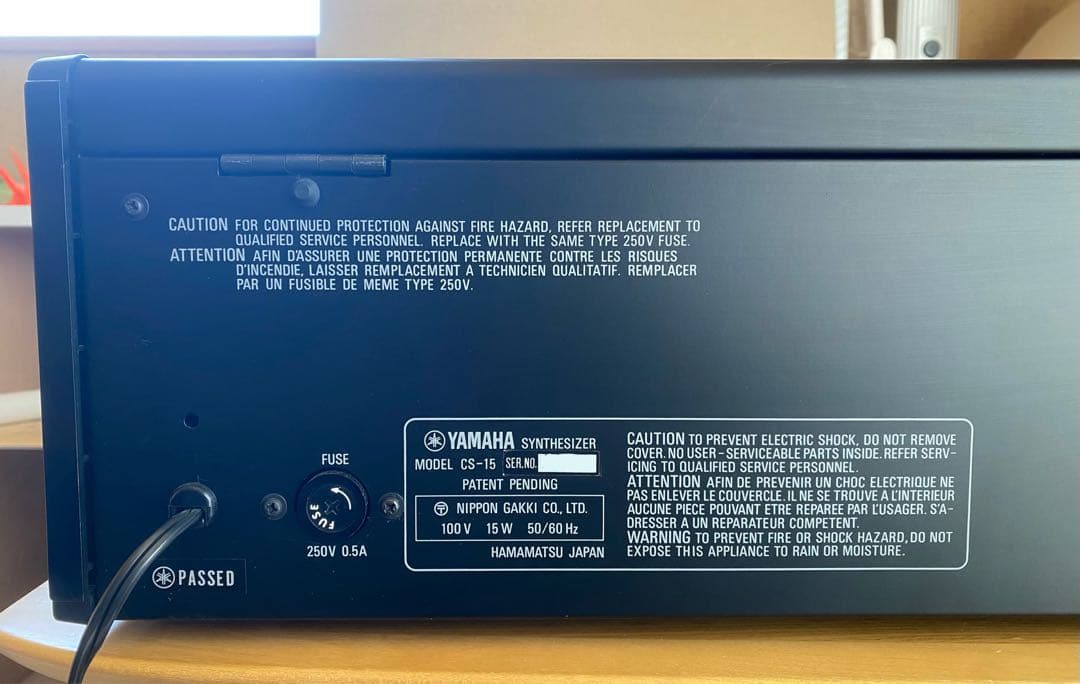 CAUTION FOR CONTINUED PROTECTION AGAINST FIRE HAZARD, REFER REPLACEMENT TO
QUALIFIED SERVICE PERSONNEL. REPLACE WITH THE SAME TYPE 250V FUSE.
ATTENTION AFIN D'ASSURER UNE PROTECTION PERMANENTE CONTRE LES RISQUES
D'INCENDIE, LAISSER REMPLACEMENT A TECHNICIEN QUALITATIF. REMPLACER
PAR UN FUSIBLE DE MEME TYPE 250V.
FUSE
FUSE
250V 0.5A
PASSED
YAMAHA SYNTHESIZER
MODEL CS-15 SER.NO.
PATENT PENDING
NIPPON GAKKI CO., LTD.
100 V 15 W 50/60 Hz
HAMAMATSU JAPAN
CAUTION TO PREVENT ELECTRIC SHOCK, DO NOT REMOVE
COVER. NO USER-SERVICEABLE PARTS INSIDE. REFER SERV-
ICING TO QUALIFIED SERVICE PERSONNEL.
ATTENTION AFIN DE PREVENIR UN CHOC ELECTRIQUE NE
PAS ENLEVER LE COUVERCLE. IL NE SE TROUVE A L'INTERIEUR
AUCUNE PIECE POUVANT ETRE REPAREE PAR L'USAGER. S'A-
DRESSER A UN REPARATEUR COMPETENT.
WARNING TO PREVENT FIRE OR SHOCK HAZARD, DO NOT
EXPOSE THIS APPLIANCE TO RAIN OR MOISTURE.